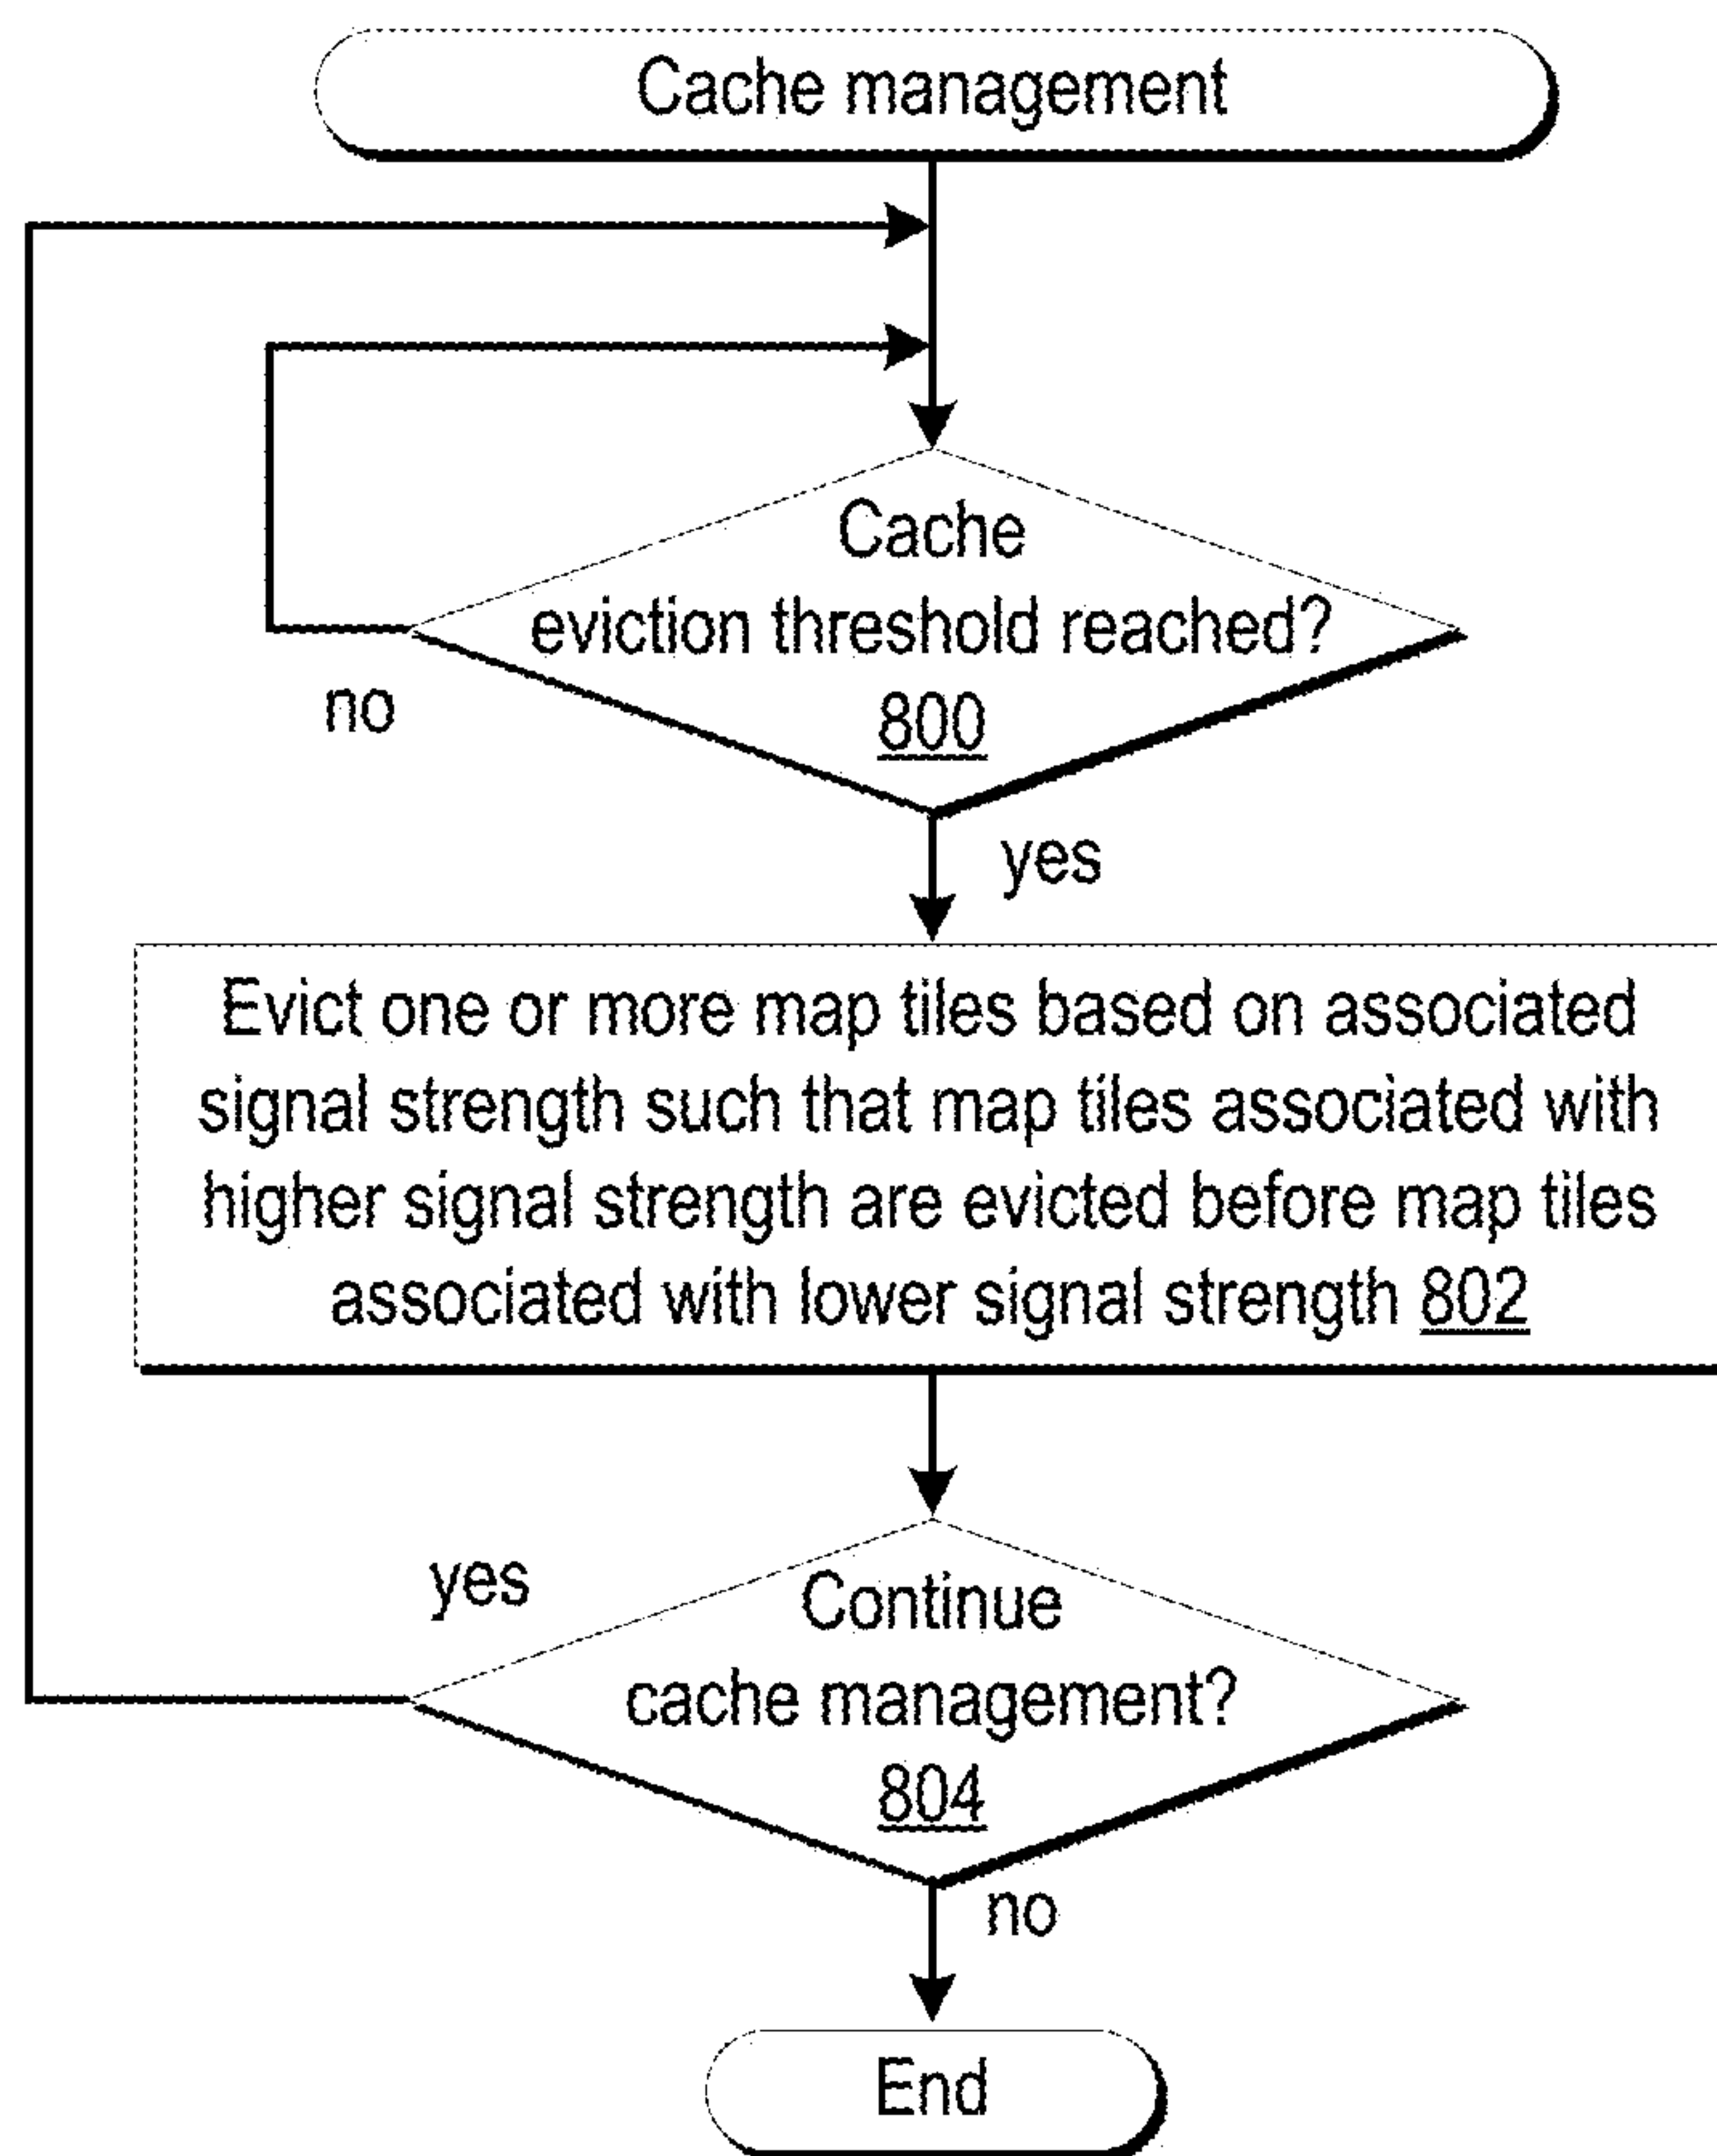 Cache management
Cache
eviction threshold reached?
800
no
yes
Evict one or more map tiles based on associated
signal strength such that map tiles associated with
higher signal strength are evicted before map tiles
associated with lower signal strength 802
yes
Continue
cache management?
804
no
End